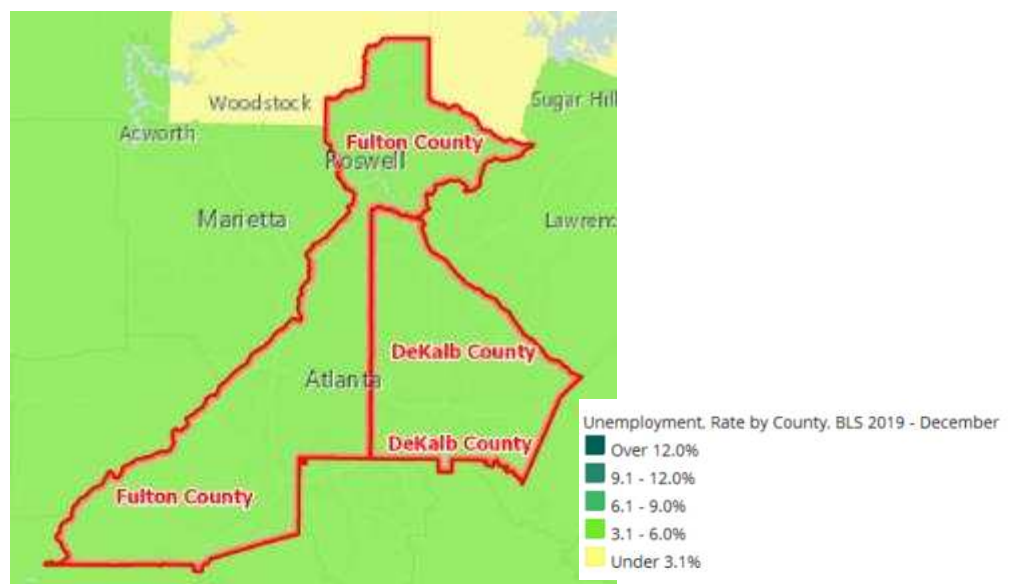 Woodstock
Sugar Hill
Acworth
Fulton County
Roswell
Marietta
Lawrenc
DeKalb County
Atlanta
DeKalb County
Fulton County
Unemployment, Rate by County, BLS 2019 - December
Over 12.0%
9.1 - 12.0%
6.1 - 9.0%
3.1 - 6.0%
Under 3.1%